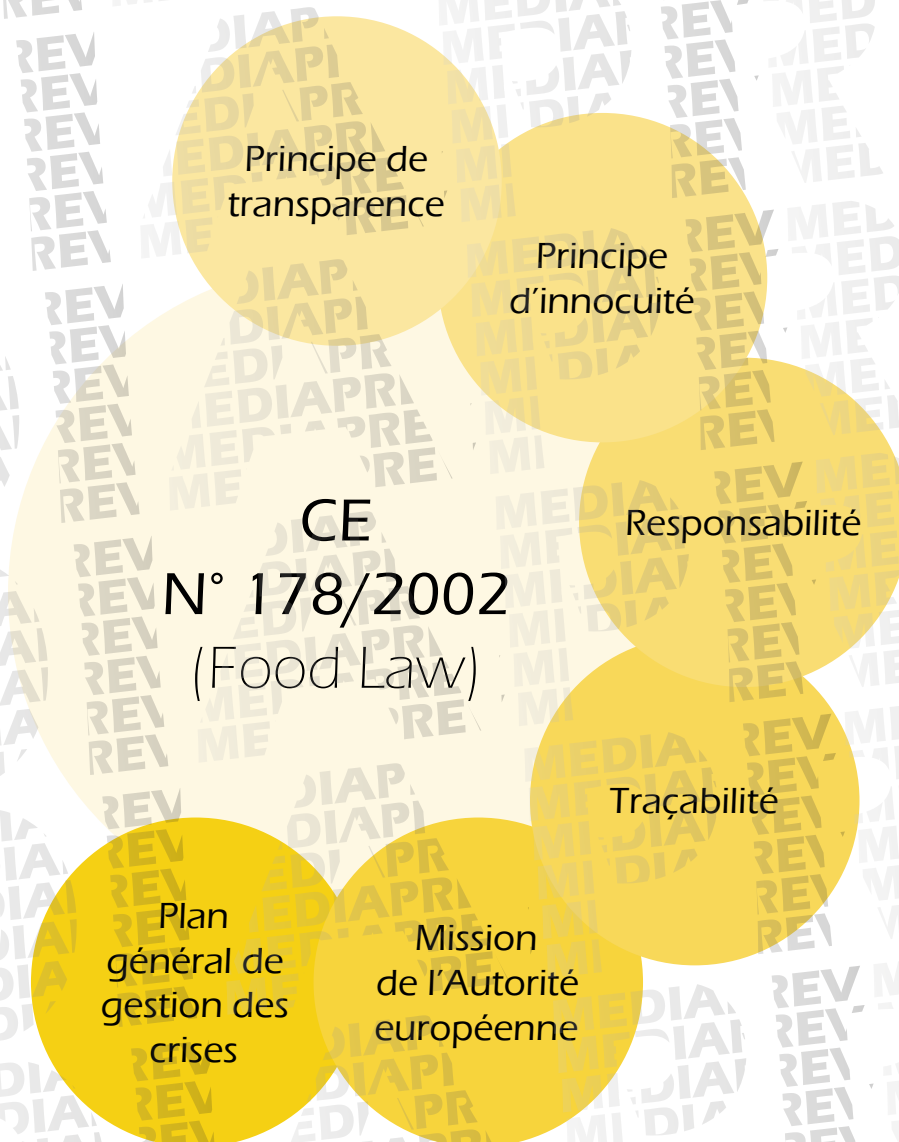 Principe de
transparence
Principe
d'innocuité
CE
N° 178/2002
(Food Law)
Responsabilité
Traçabilité
Plan
général de
gestion des
crises
Mission
de l'Autorité
européenne